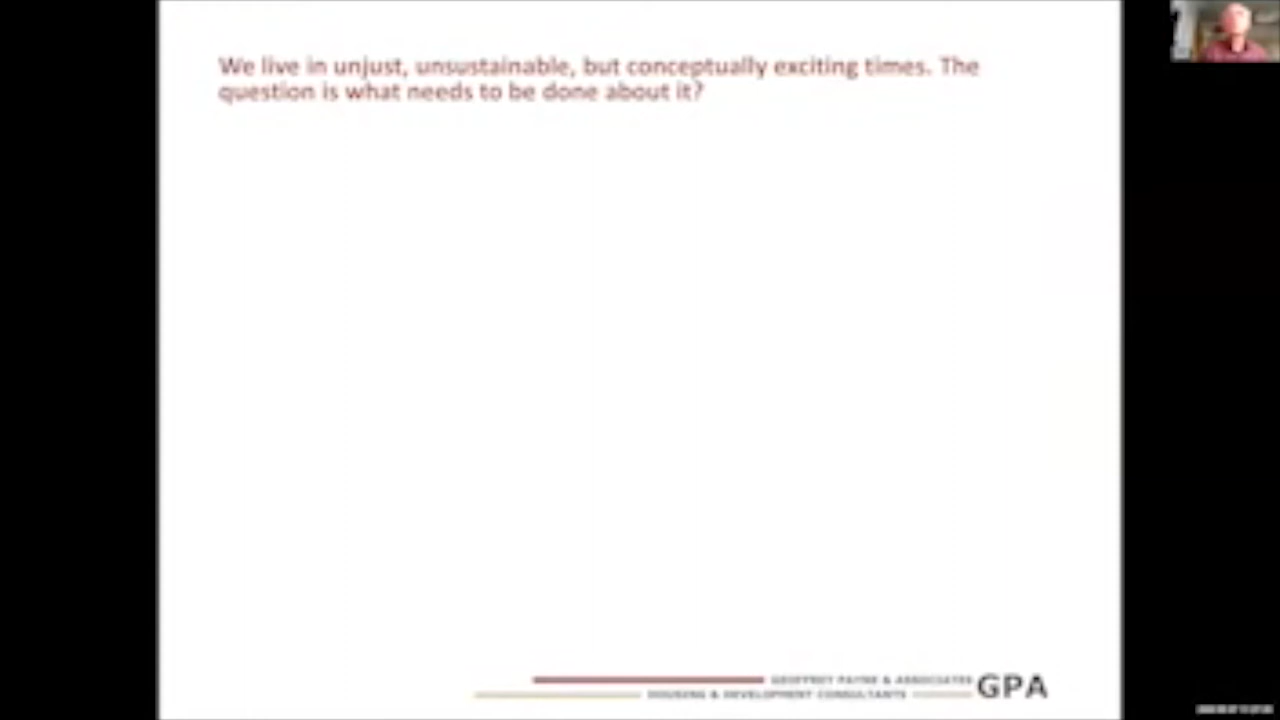 We live in unjust, unsustainable, but conceptually exciting times. The
question is what needs to be done about it?
GEOFFREY PAYNE & ASSOCIATES
HOUSING & DEVELOPMENT CONSULTANTS
GPA